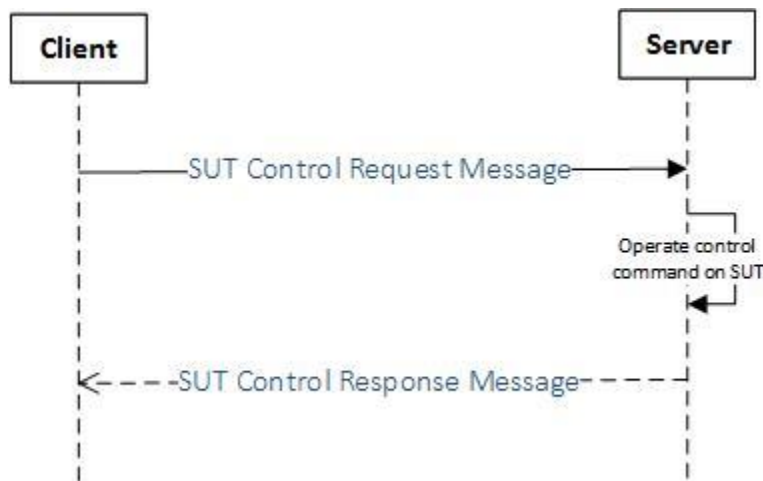 Client
Server
SUT Control Request Message
Operate control
command on SUT
SUT Control Response Message